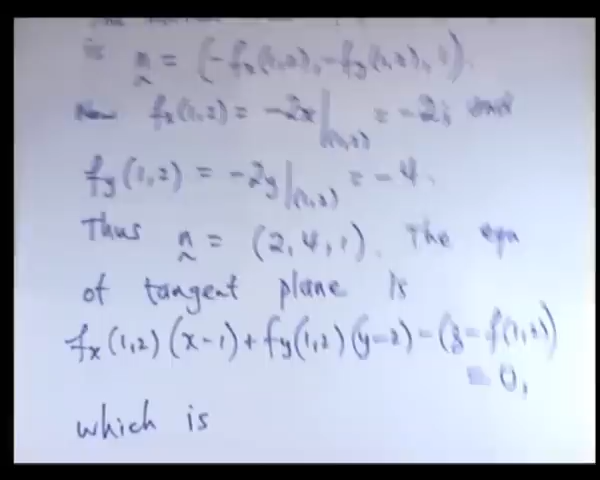 is n = (-fx(1,2), -fy(1,2), 1).
Now fx(1,2) = -2x|(1,2) = -2; and
fy(1,2) = -2y|(1,2) = -4.
Thus n = (2,4,1). The eqn
of tangent plane is
fx(1,2)(x-1) + fy(1,2)(y-2) - (z - f(1,2))
= 0,
which is